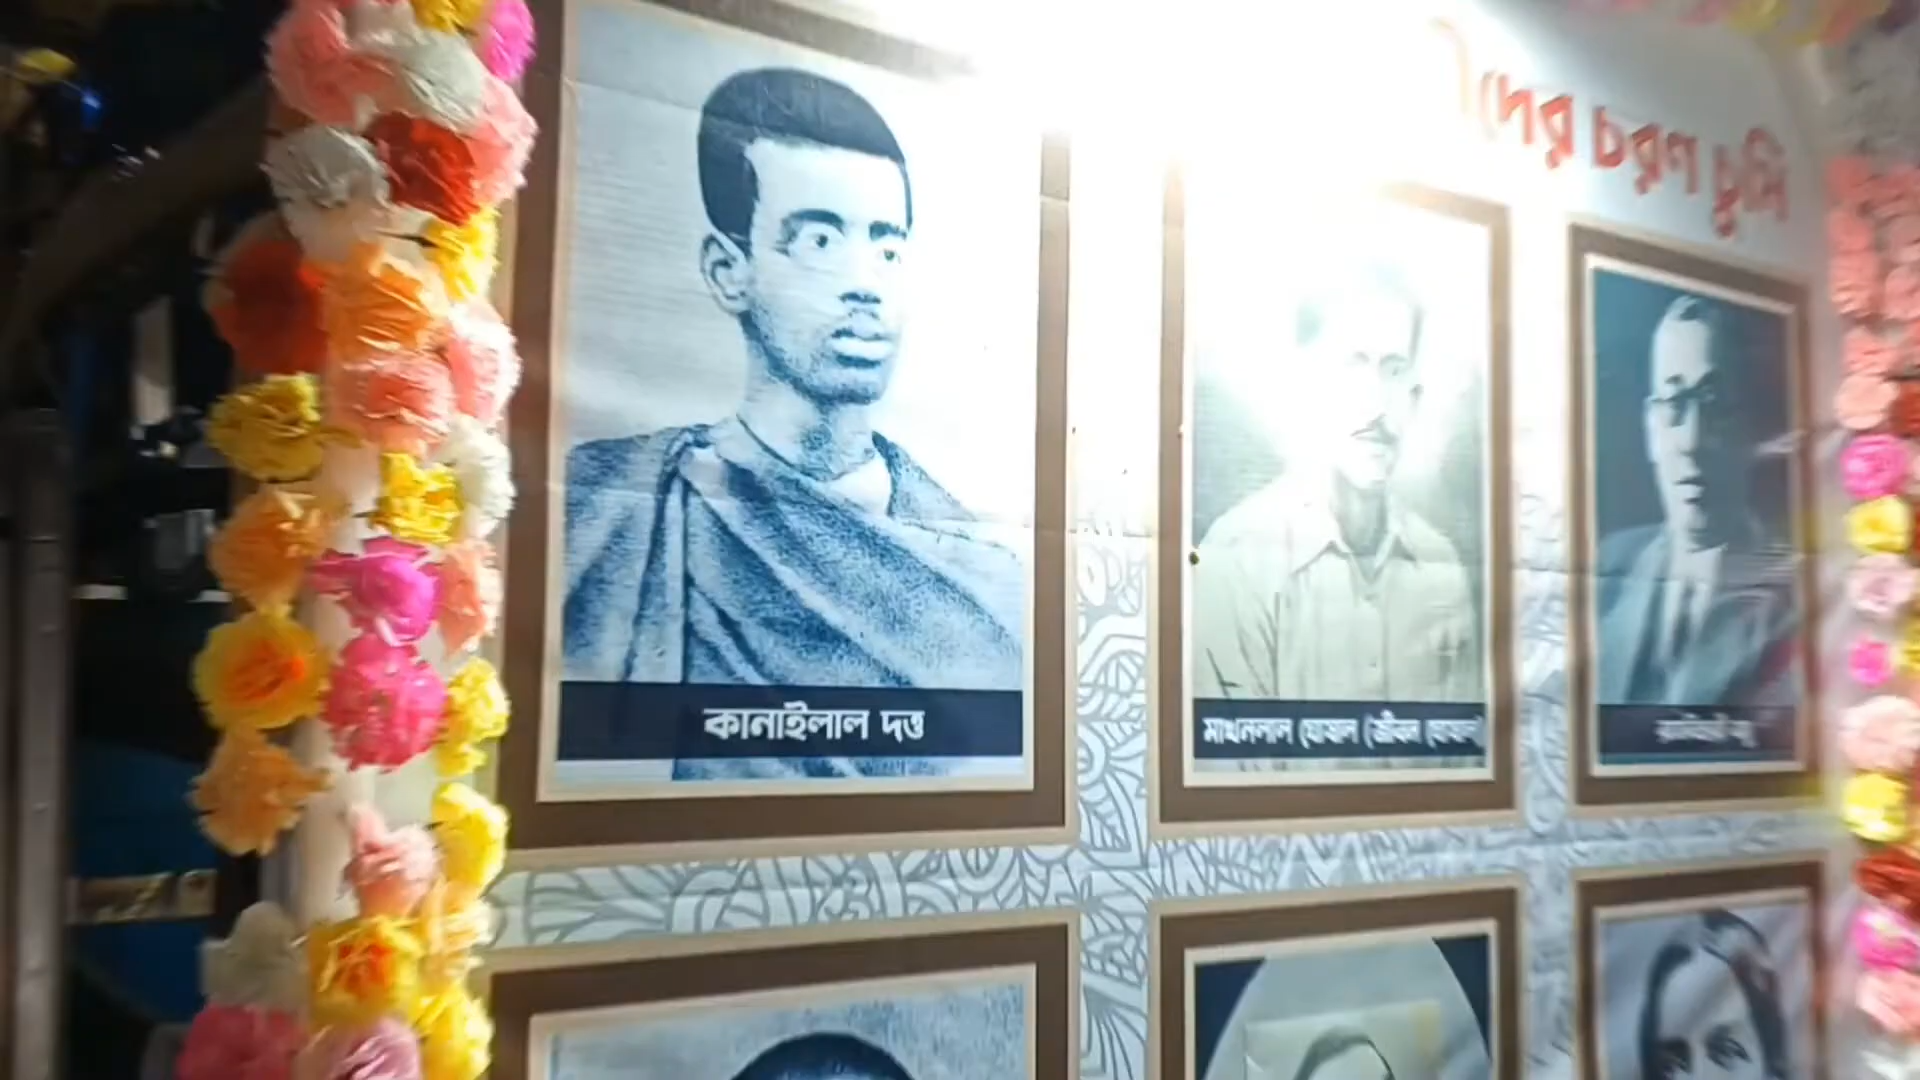 দের চরণ চুমি
কানাইলাল দত্ত
মাখনলাল ঘোষাল (জীবন ঘোষাল)